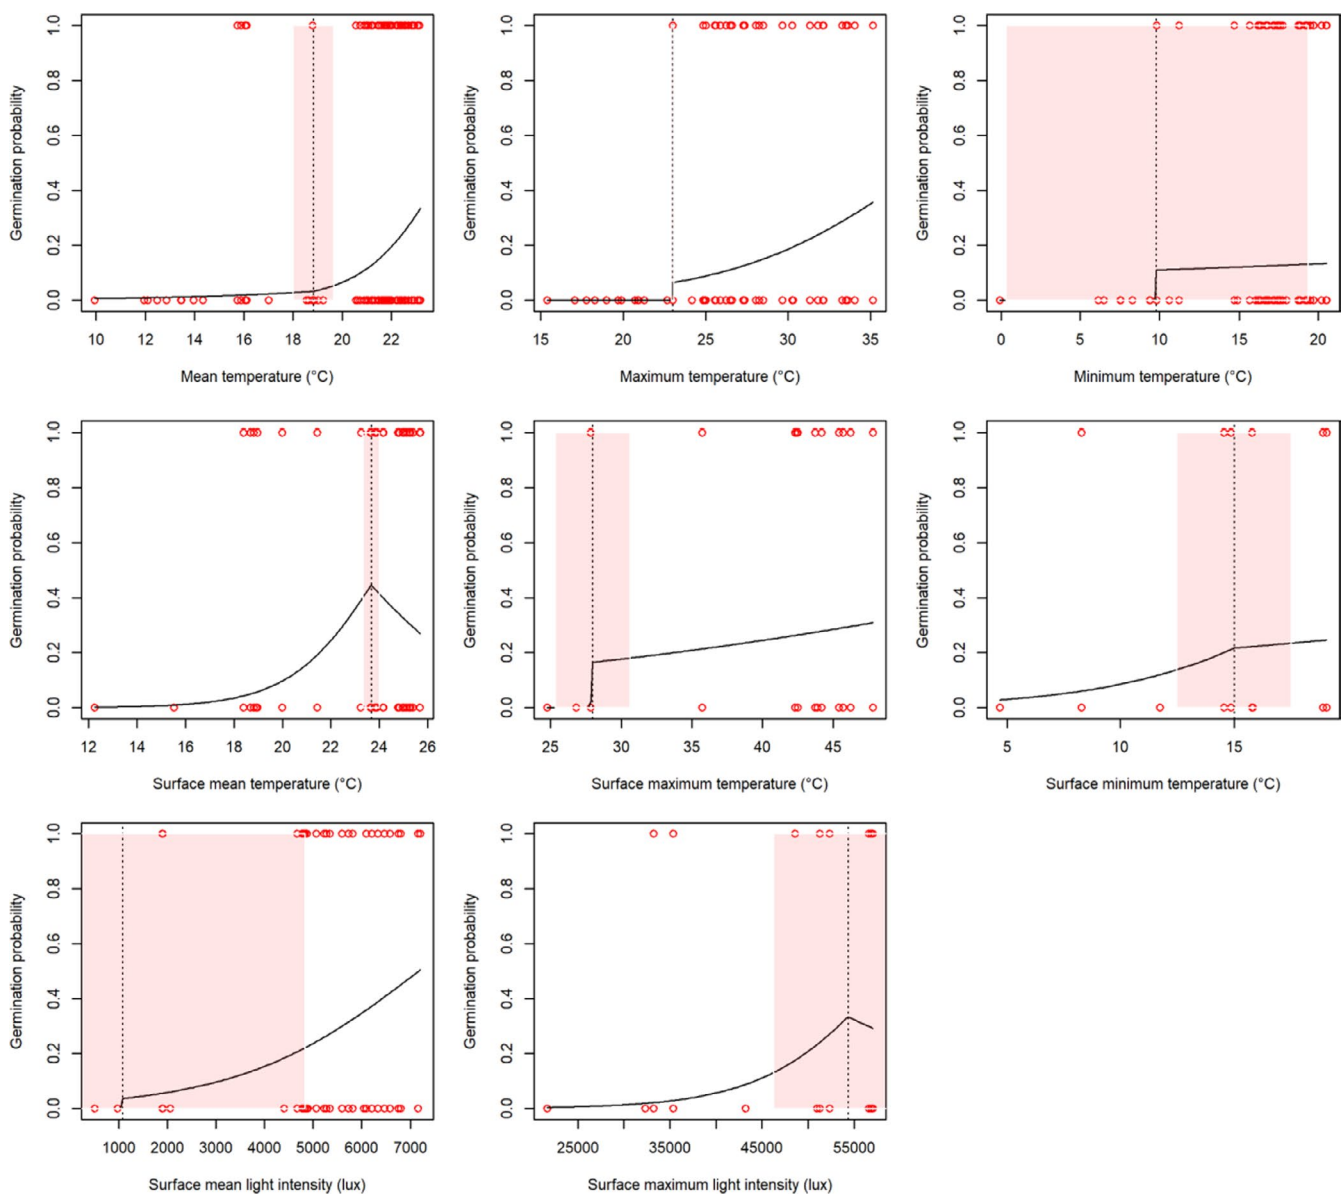 Germination probability
0.0 0.2 0.4 0.6 0.8 1.0
10 12 14 16 18 20 22
Mean temperature (°C)
Germination probability
0.0 0.2 0.4 0.6 0.8 1.0
15 20 25 30 35
Maximum temperature (°C)
Germination probability
0.0 0.2 0.4 0.6 0.8 1.0
0 5 10 15 20
Minimum temperature (°C)
Germination probability
0.0 0.2 0.4 0.6 0.8 1.0
12 14 16 18 20 22 24 26
Surface mean temperature (°C)
Germination probability
0.0 0.2 0.4 0.6 0.8 1.0
25 30 35 40 45
Surface maximum temperature (°C)
Germination probability
0.0 0.2 0.4 0.6 0.8 1.0
5 10 15
Surface minimum temperature (°C)
Germination probability
0.0 0.2 0.4 0.6 0.8 1.0
1000 2000 3000 4000 5000 6000 7000
Surface mean light intensity (lux)
Germination probability
0.0 0.2 0.4 0.6 0.8 1.0
25000 35000 45000 55000
Surface maximum light intensity (lux)